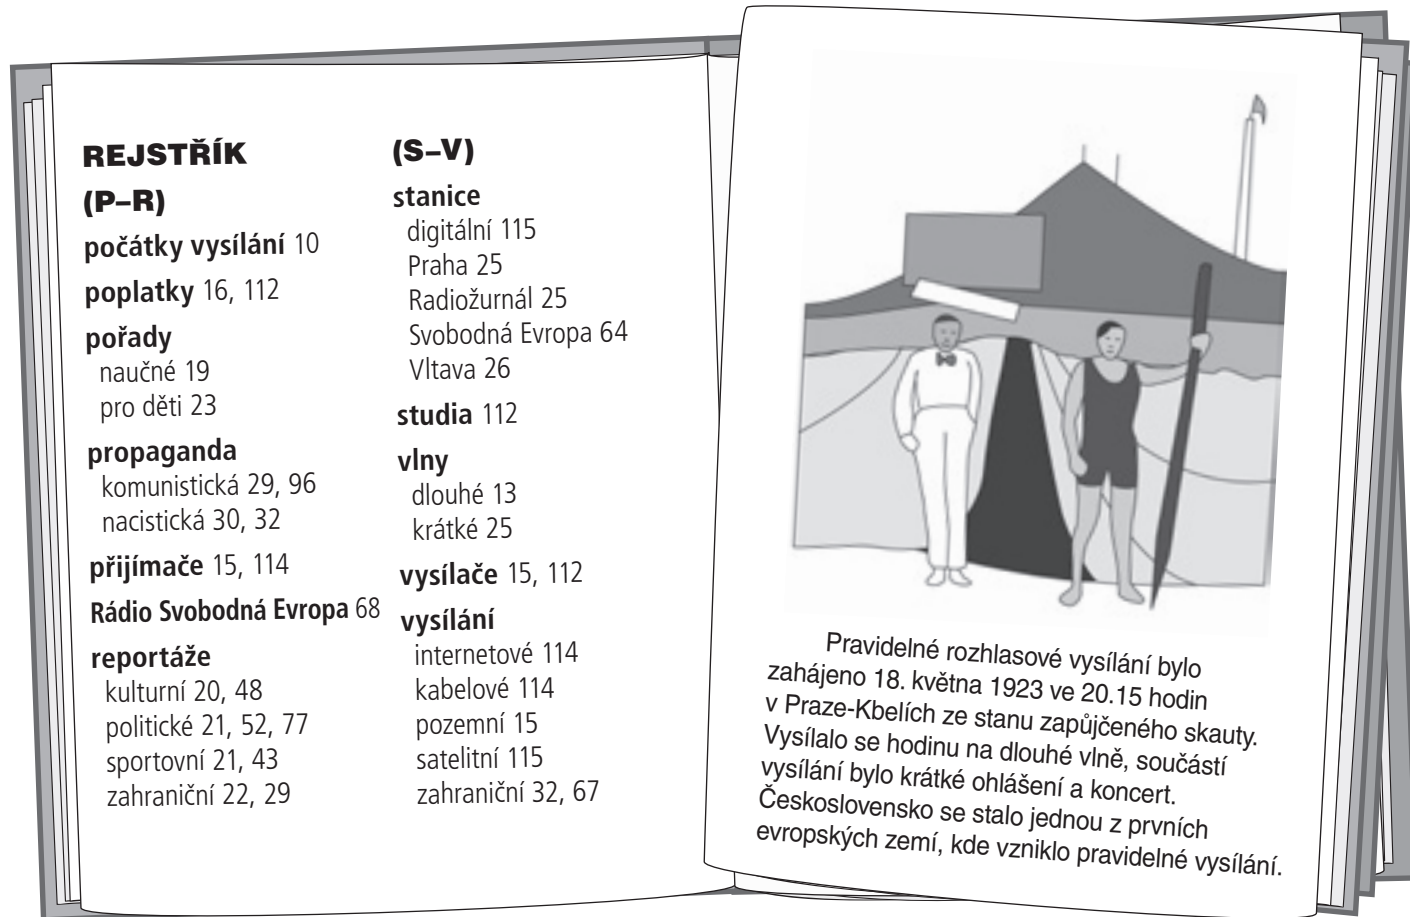 REJSTŘÍK
(P–R)
počátky vysílání 10
poplatky 16, 112
pořady
naučné 19
pro děti 23
propaganda
komunistická 29, 96
nacistická 30, 32
přijímače 15, 114
Rádio Svobodná Evropa 68
reportáže
kulturní 20, 48
politické 21, 52, 77
sportovní 21, 43
zahraniční 22, 29
(S–V)
stanice
digitální 115
Praha 25
Radiožurnál 25
Svobodná Evropa 64
Vltava 26
studia 112
vlny
dlouhé 13
krátké 25
vysílače 15, 112
vysílání
internetové 114
kabelové 114
pozemní 15
satelitní 115
zahraniční 32, 67
Pravidelné rozhlasové vysílání bylo
zahájeno 18. května 1923 ve 20.15 hodin
v Praze-Kbelích ze stanu zapůjčeného skauty.
Vysílalo se hodinu na dlouhé vlně, součástí
vysílání bylo krátké ohlášení a koncert.
Československo se stalo jednou z prvních
evropských zemí, kde vzniklo pravidelné vysílání.